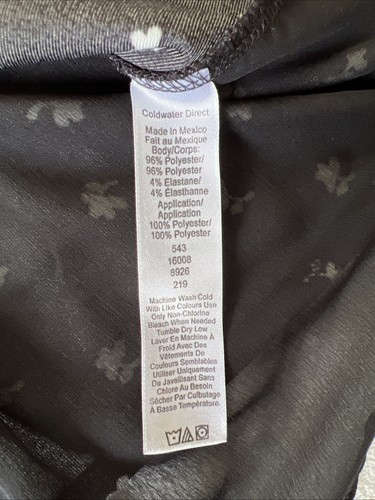 Coldwater Direct
Made in Mexico
Fait au Mexique
Body/Corps:
96% Polyester/
96% Polyester
4% Elastane/
4% Élasthanne
Application/
Application
100% Polyester/
100% Polyester
543
16008
8926
219
Machine Wash Cold
With Like Colours Use
Only Non-Chlorine
Bleach When Needed
Tumble Dry Low
Laver En Machine À
Froid Avec Des
Vêtements De
Couleurs Semblables
Utiliser Uniquement
Du Javellisant Sans
Chlore Au Besoin
Sécher Par Culbutage
À Basse Température.